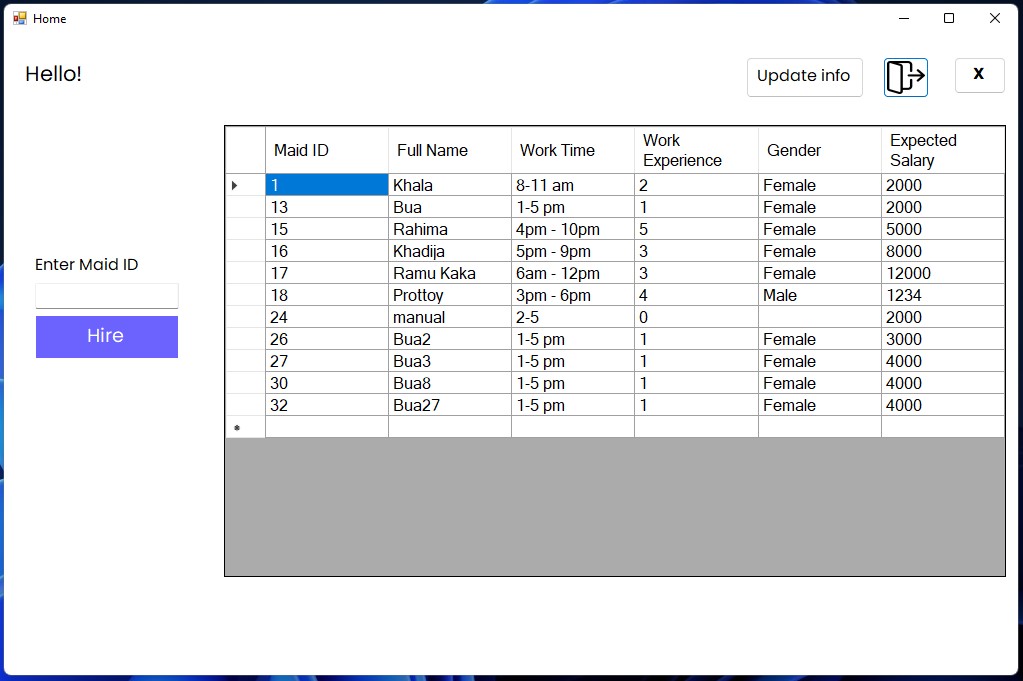 Home
Hello!
Update info
X
Maid ID Full Name Work Time Work Experience Gender Expected Salary
1 Khala 8-11 am 2 Female 2000
13 Bua 1-5 pm 1 Female 2000
15 Rahima 4pm - 10pm 5 Female 5000
16 Khadija 5pm - 9pm 3 Female 8000
17 Ramu Kaka 6am - 12pm 3 Female 12000
18 Prottoy 3pm - 6pm 4 Male 1234
24 manual 2-5 0 2000
26 Bua2 1-5 pm 1 Female 3000
27 Bua3 1-5 pm 1 Female 4000
30 Bua8 1-5 pm 1 Female 4000
32 Bua27 1-5 pm 1 Female 4000
Enter Maid ID
Hire